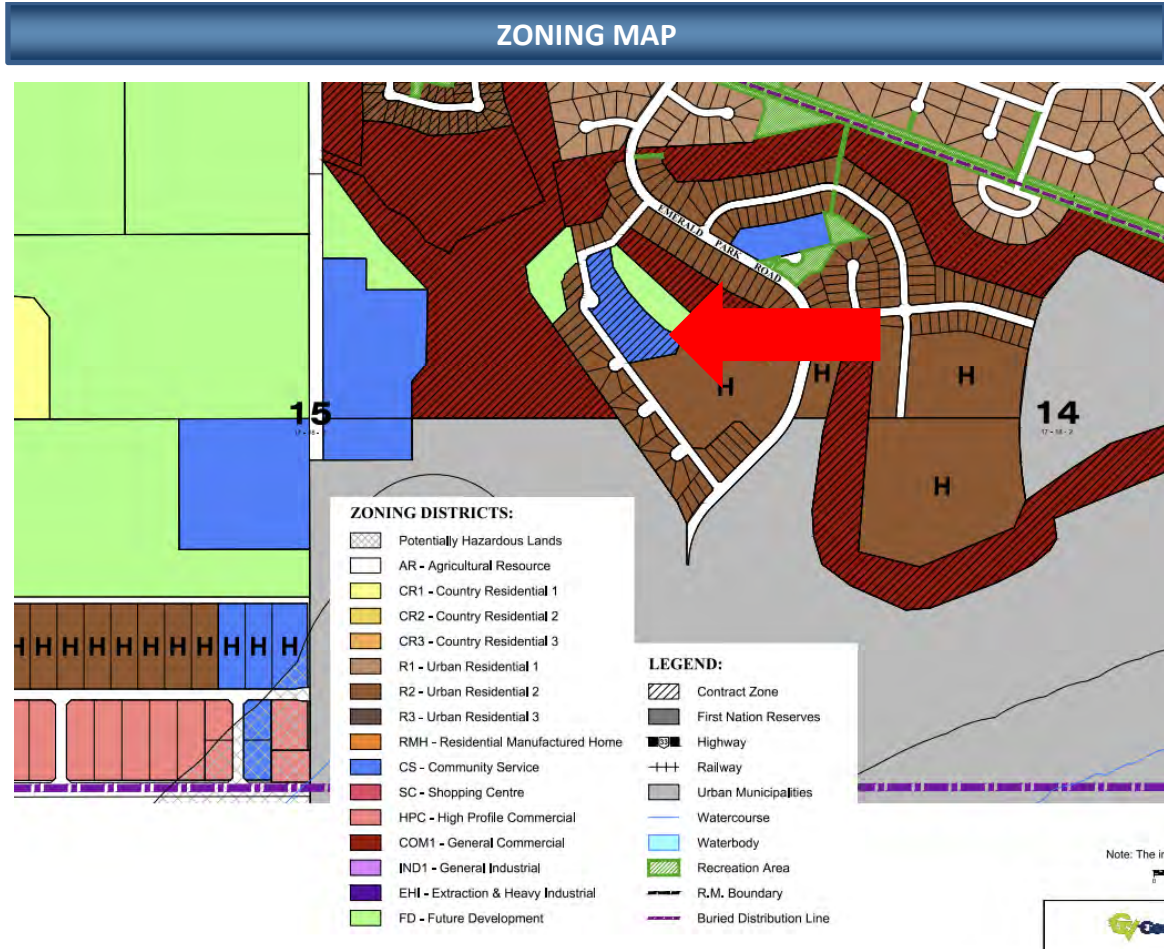 ZONING MAP
EMERALD PARK ROAD
H
H
H
H
15
14
ZONING DISTRICTS:
Potentially Hazardous Lands
AR - Agricultural Resource
CR1 - Country Residential 1
CR2 - Country Residential 2
CR3 - Country Residential 3
R1 - Urban Residential 1
R2 - Urban Residential 2
R3 - Urban Residential 3
RMH - Residential Manufactured Home
CS - Community Service
SC - Shopping Centre
HPC - High Profile Commercial
COM1 - General Commercial
IND1 - General Industrial
EHI - Extraction & Heavy Industrial
FD - Future Development
LEGEND:
Contract Zone
First Nation Reserves
Highway
Railway
Urban Municipalities
Watercourse
Waterbody
Recreation Area
R.M. Boundary
Buried Distribution Line
H H H H H H H H H H H
Note: The